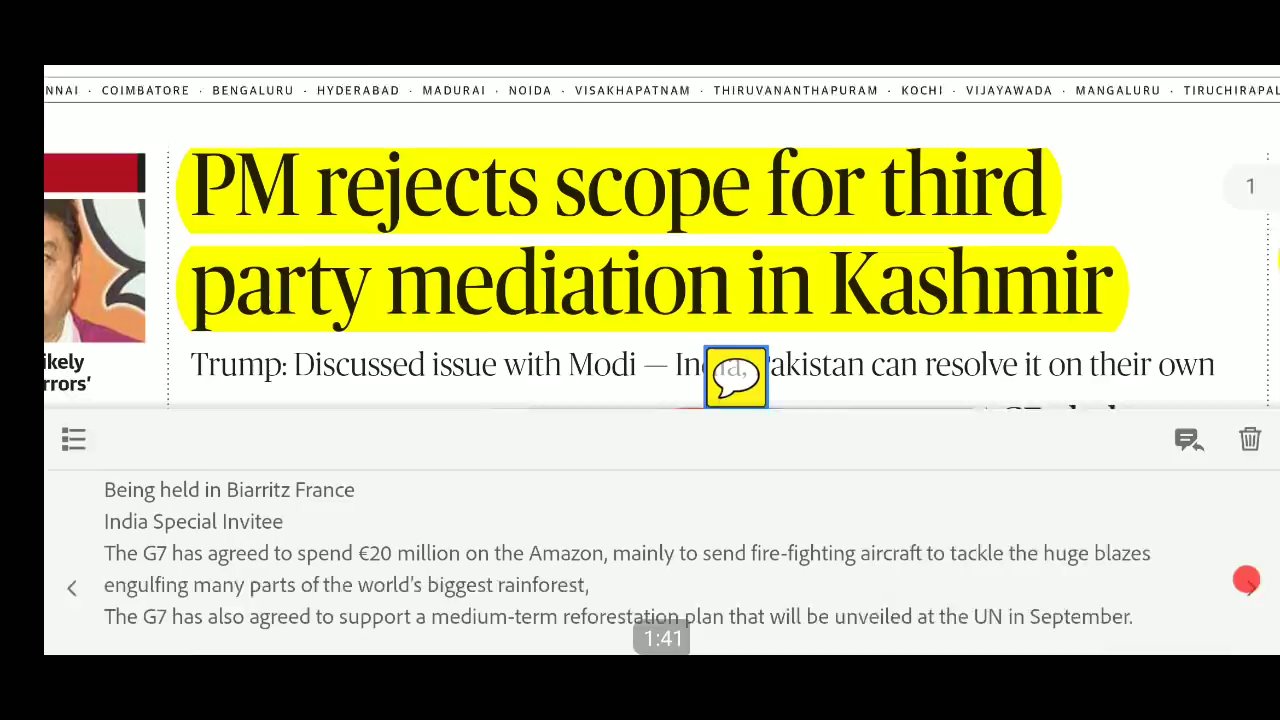 NNAI · COIMBATORE · BENGALURU · HYDERABAD · MADURAI · NOIDA · VISAKHAPATNAM · THIRUVANANTHAPURAM · KOCHI · VIJAYAWADA · MANGALURU · TIRUCHIRAPAL
PM rejects scope for third
party mediation in Kashmir
1
ikely
rrors'
Trump: Discussed issue with Modi — India, Pakistan can resolve it on their own
Being held in Biarritz France
India Special Invitee
The G7 has agreed to spend €20 million on the Amazon, mainly to send fire-fighting aircraft to tackle the huge blazes
engulfing many parts of the world's biggest rainforest,
The G7 has also agreed to support a medium-term reforestation plan that will be unveiled at the UN in September.
1:41